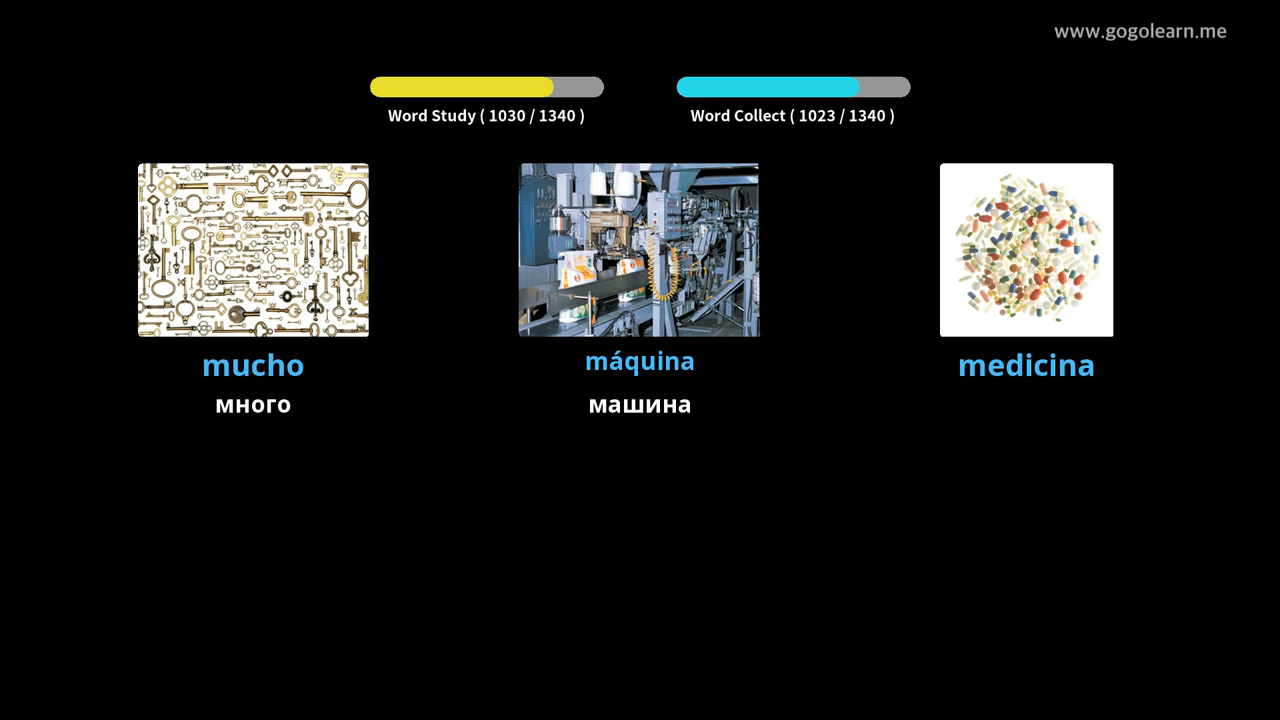 www.gogolearn.me
Word Study ( 1030 / 1340 )
Word Collect ( 1023 / 1340 )
mucho
máquina
medicina
много
машина